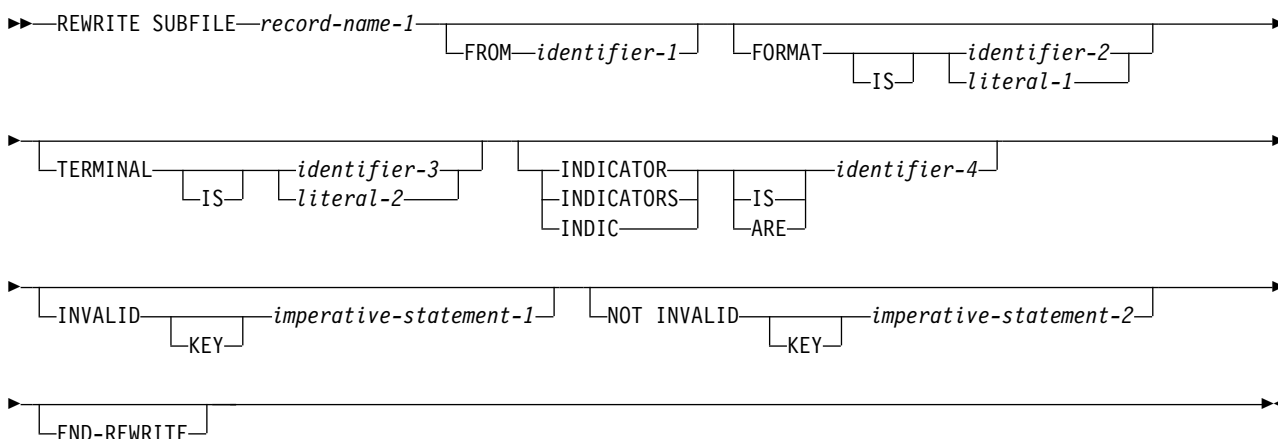 REWRITE SUBFILE record-name-1
FROM identifier-1 FORMAT identifier-2
IS literal-1
TERMINAL identifier-3 INDICATOR identifier-4
IS literal-2 INDICATORS IS
INDIC ARE
INVALID imperative-statement-1 NOT INVALID imperative-statement-2
KEY KEY
END-REWRITE